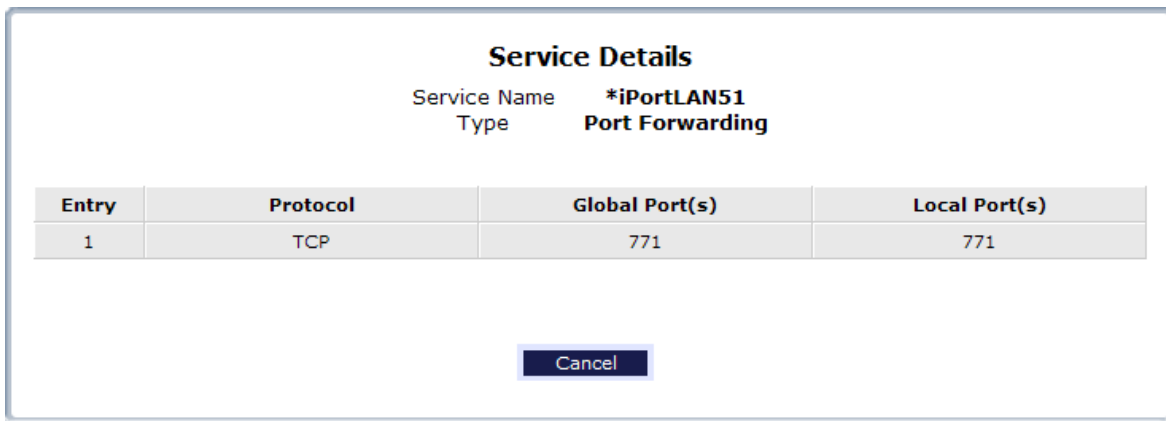 Service Details
Service Name *iPortLAN51
Type Port Forwarding
Entry Protocol Global Port(s) Local Port(s)
1 TCP 771 771
Cancel